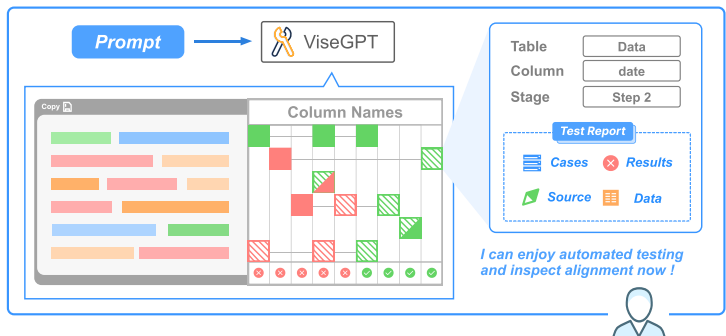 Prompt
ViseGPT
Copy
Column Names
Table Data
Column date
Stage Step 2
Test Report
Cases Results
Source Data
I can enjoy automated testing
and inspect alignment now !